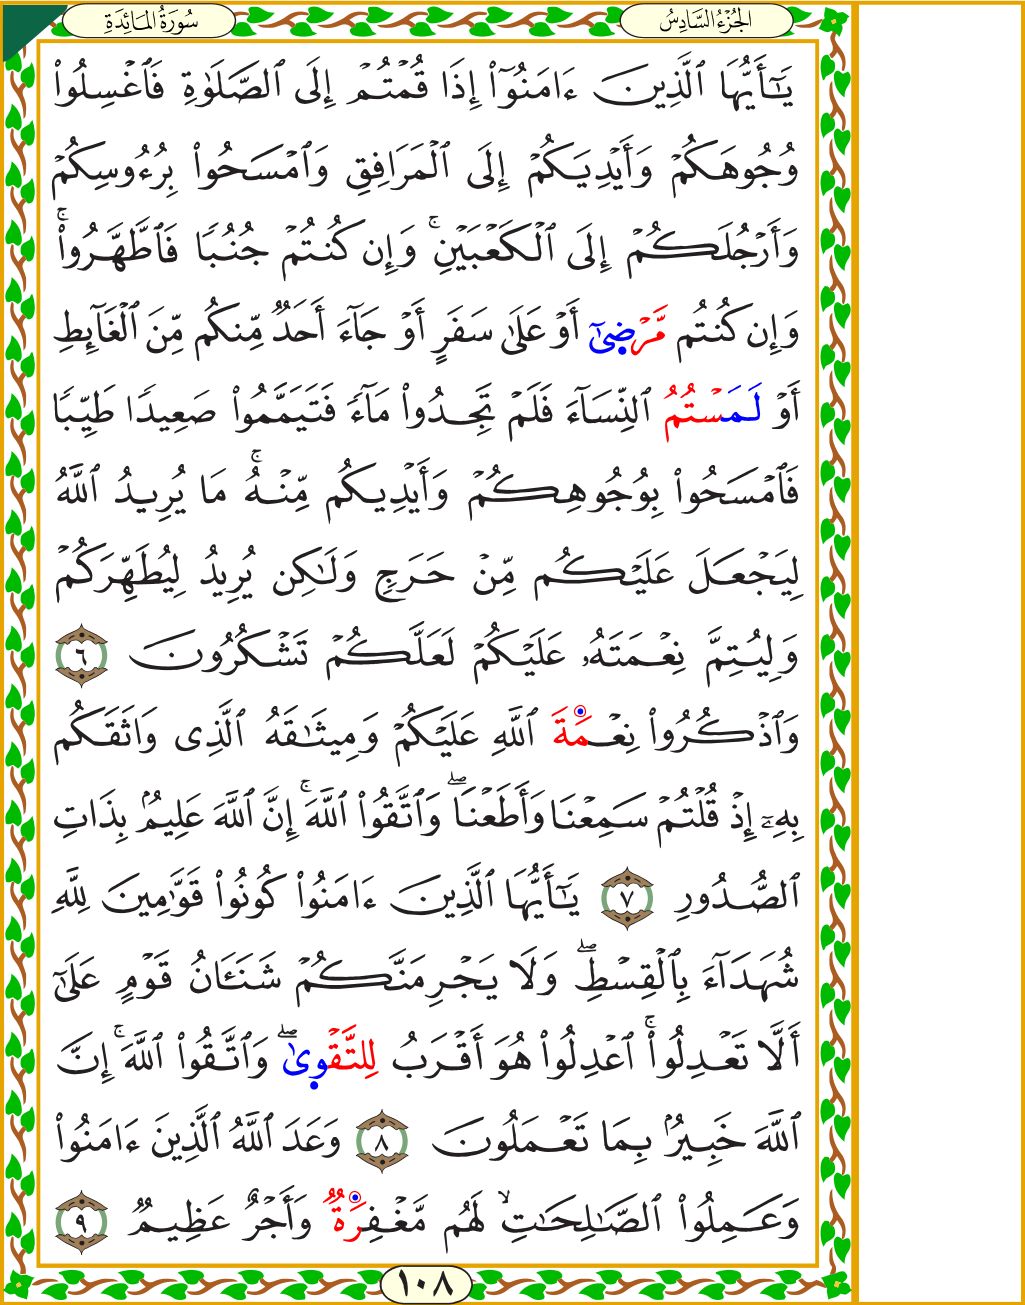 سُورَةُ المَائِدَةِ
الجُزْءُ السَّادِسُ
يَـٰٓأَيُّهَا ٱلَّذِينَ ءَامَنُوٓا۟ إِذَا قُمْتُمْ إِلَى ٱلصَّلَوٰةِ فَٱغْسِلُوا۟
وُجُوهَكُمْ وَأَيْدِيَكُمْ إِلَى ٱلْمَرَافِقِ وَٱمْسَحُوا۟ بِرُءُوسِكُمْ
وَأَرْجُلَكُمْ إِلَى ٱلْكَعْبَيْنِ ۚ وَإِن كُنتُمْ جُنُبًا فَٱطَّهَّرُوا۟ ۚ
وَإِن كُنتُم مَّرْضِىٰٓ أَوْ عَلَىٰ سَفَرٍ أَوْ جَآءَ أَحَدٌ مِّنكُم مِّنَ ٱلْغَآئِطِ
أَوْ لَمَسْتُمُ ٱلنِّسَآءَ فَلَمْ تَجِدُوا۟ مَآءً فَتَيَمَّمُوا۟ صَعِيدًا طَيِّبًا
فَٱمْسَحُوا۟ بِوُجُوهِكُمْ وَأَيْدِيكُم مِّنْهُ ۚ مَا يُرِيدُ ٱللَّهُ
لِيَجْعَلَ عَلَيْكُم مِّنْ حَرَجٍ وَلَـٰكِن يُرِيدُ لِيُطَهِّرَكُمْ
وَلِيُتِمَّ نِعْمَتَهُۥ عَلَيْكُمْ لَعَلَّكُمْ تَشْكُرُونَ ٦
وَٱذْكُرُوا۟ نِعْمَةَ ٱللَّهِ عَلَيْكُمْ وَمِيثَـٰقَهُ ٱلَّذِى وَاثَقَكُم
بِهِۦٓ إِذْ قُلْتُمْ سَمِعْنَا وَأَطَعْنَا ۖ وَٱتَّقُوا۟ ٱللَّهَ ۚ إِنَّ ٱللَّهَ عَلِيمٌۢ بِذَاتِ
ٱلصُّدُورِ ٧ يَـٰٓأَيُّهَا ٱلَّذِينَ ءَامَنُوا۟ كُونُوا۟ قَوَّٰمِينَ لِلَّهِ
شُهَدَآءَ بِٱلْقِسْطِ ۖ وَلَا يَجْرِمَنَّكُمْ شَنَـَٔانُ قَوْمٍ عَلَىٰٓ
أَلَّا تَعْدِلُوا۟ ۚ ٱعْدِلُوا۟ هُوَ أَقْرَبُ لِلتَّقْوِىٰ ۖ وَٱتَّقُوا۟ ٱللَّهَ ۚ إِنَّ
ٱللَّهَ خَبِيرٌۢ بِمَا تَعْمَلُونَ ٨ وَعَدَ ٱللَّهُ ٱلَّذِينَ ءَامَنُوا۟
وَعَمِلُوا۟ ٱلصَّـٰلِحَـٰتِ ۙ لَهُم مَّغْفِرَةٌ وَأَجْرٌ عَظِيمٌ ٩
١٠٨